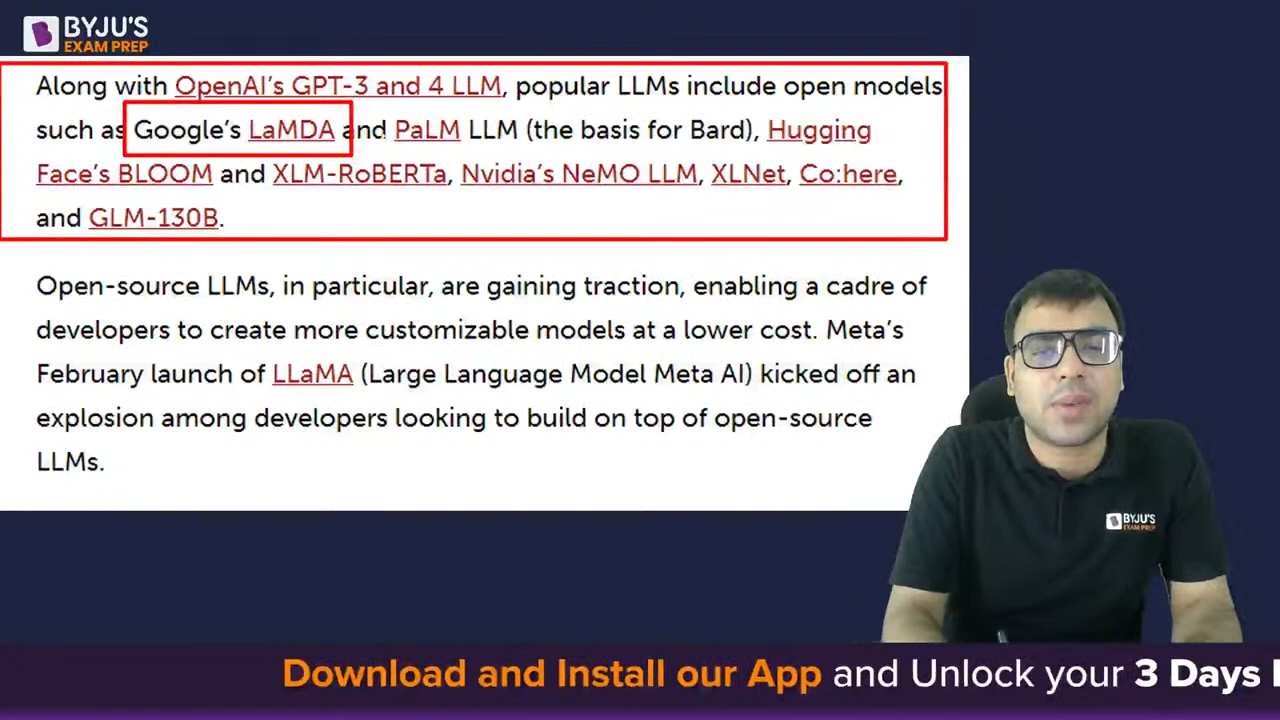 BYJU'S
EXAM PREP
Along with OpenAI's GPT-3 and 4 LLM, popular LLMs include open models
such as Google's LaMDA and PaLM LLM (the basis for Bard), Hugging
Face's BLOOM and XLM-RoBERTa, Nvidia's NeMO LLM, XLNet, Co:here,
and GLM-130B.
Open-source LLMs, in particular, are gaining traction, enabling a cadre of
developers to create more customizable models at a lower cost. Meta's
February launch of LLaMA (Large Language Model Meta AI) kicked off an
explosion among developers looking to build on top of open-source
LLMs.
BYJU'S
EXAM PREP
Download and Install our App and Unlock your 3 Days